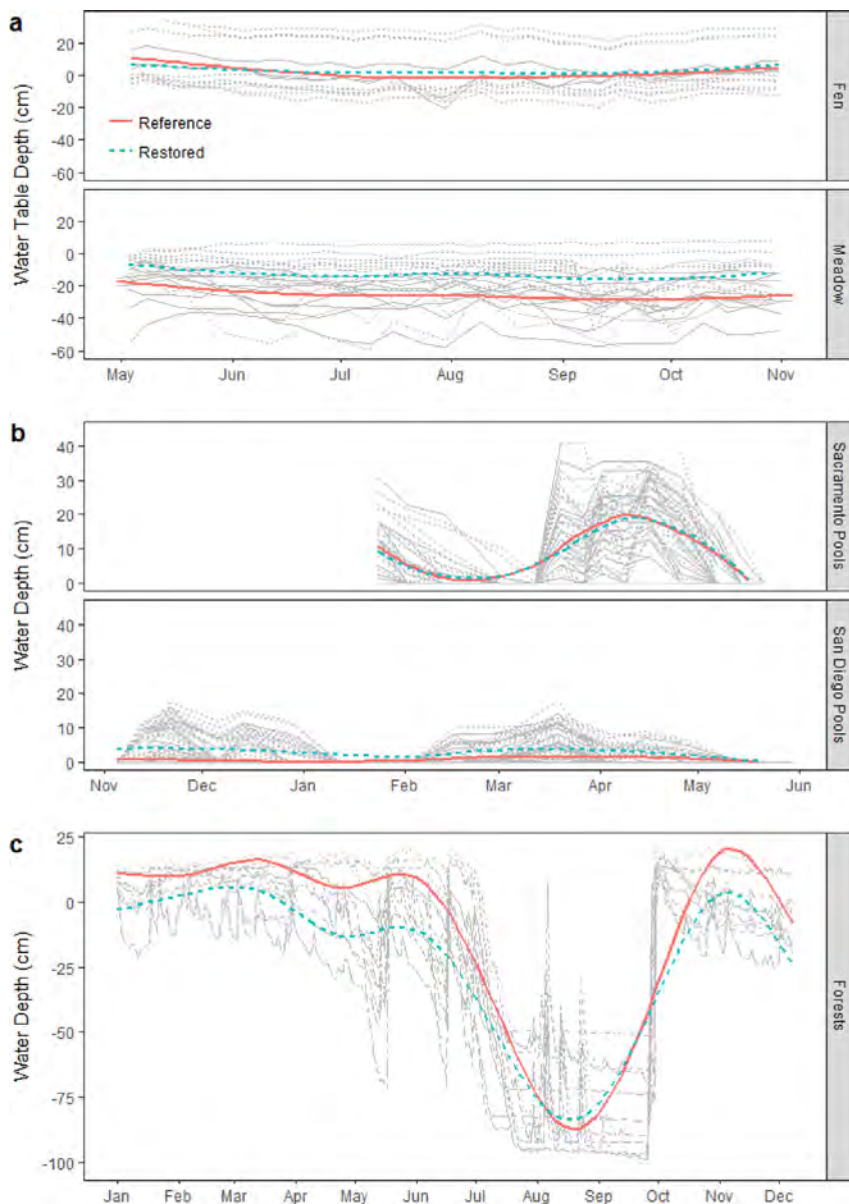 a
Water Table Depth (cm)
20
0
-20
-40
-60
Reference
Restored
Fen
20
0
-20
-40
-60
Meadow
May Jun Jul Aug Sep Oct Nov
b
Water Depth (cm)
40
30
20
10
0
Sacramento Pools
40
30
20
10
0
San Diego Pools
Nov Dec Jan Feb Mar Apr May Jun
c
Water Depth (cm)
25
0
-25
-50
-75
-100
Forests
Jan Feb Mar Apr May Jun Jul Aug Sep Oct Nov Dec